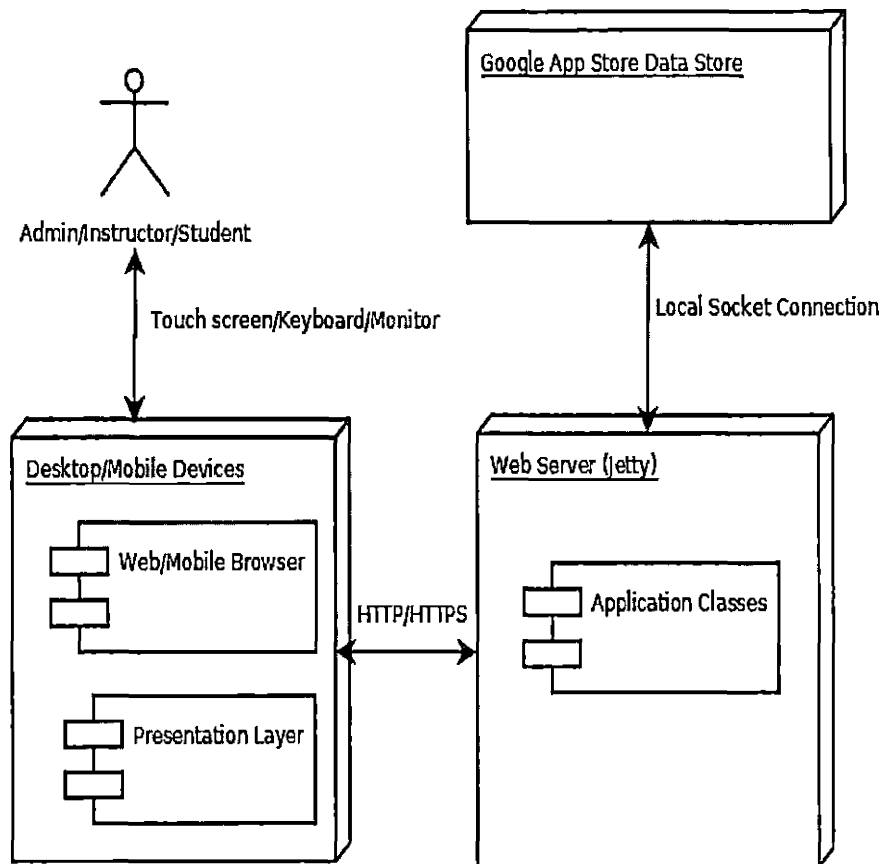 Google App Store Data Store
Admin/Instructor/Student
Touch screen/Keyboard/Monitor
Local Socket Connection
Desktop/Mobile Devices
Web/Mobile Browser
Presentation Layer
HTTP/HTTPS
Web Server (Jetty)
Application Classes